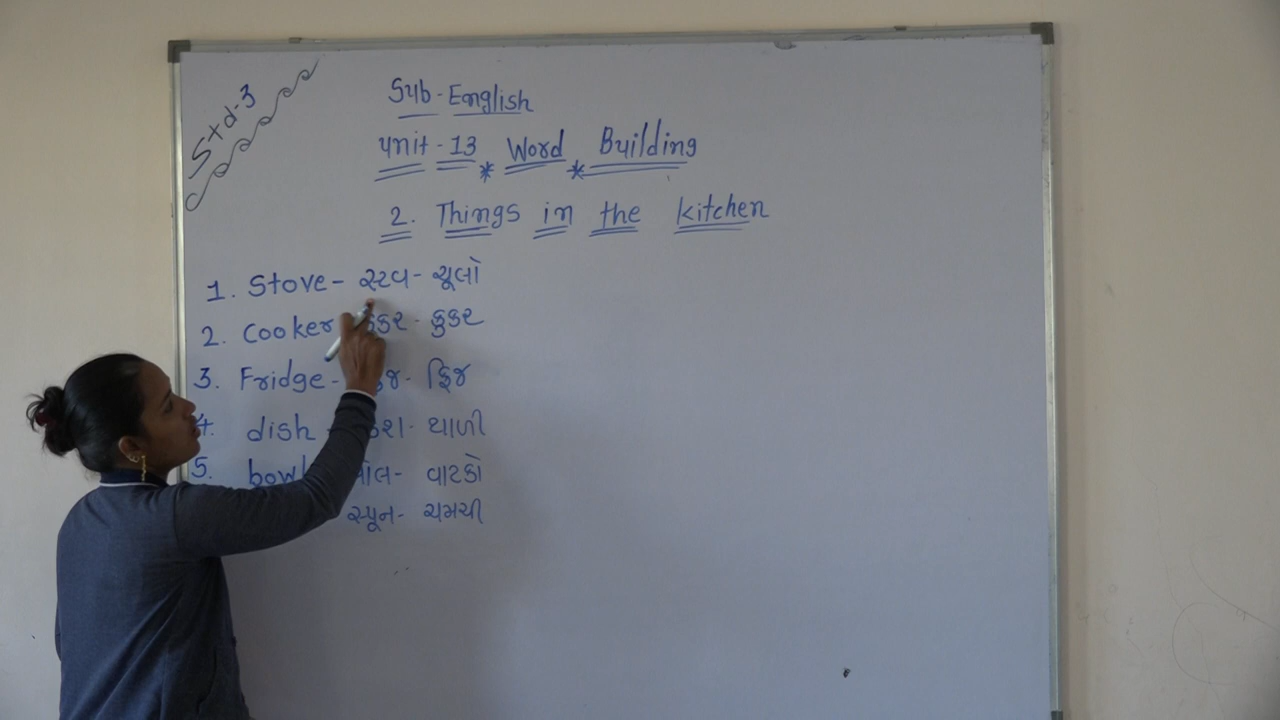 Std-3
Sub - English
Unit - 13 * Word * Building
2. Things in the kitchen
1. Stove - સ્ટવ - ચૂલો
2. Cooker કુકર - કુકર
3. Fridge - ફ્રિજ
4. dish - થાળી
5. bowl બોલ - વાટકો
સ્પૂન - ચમચી